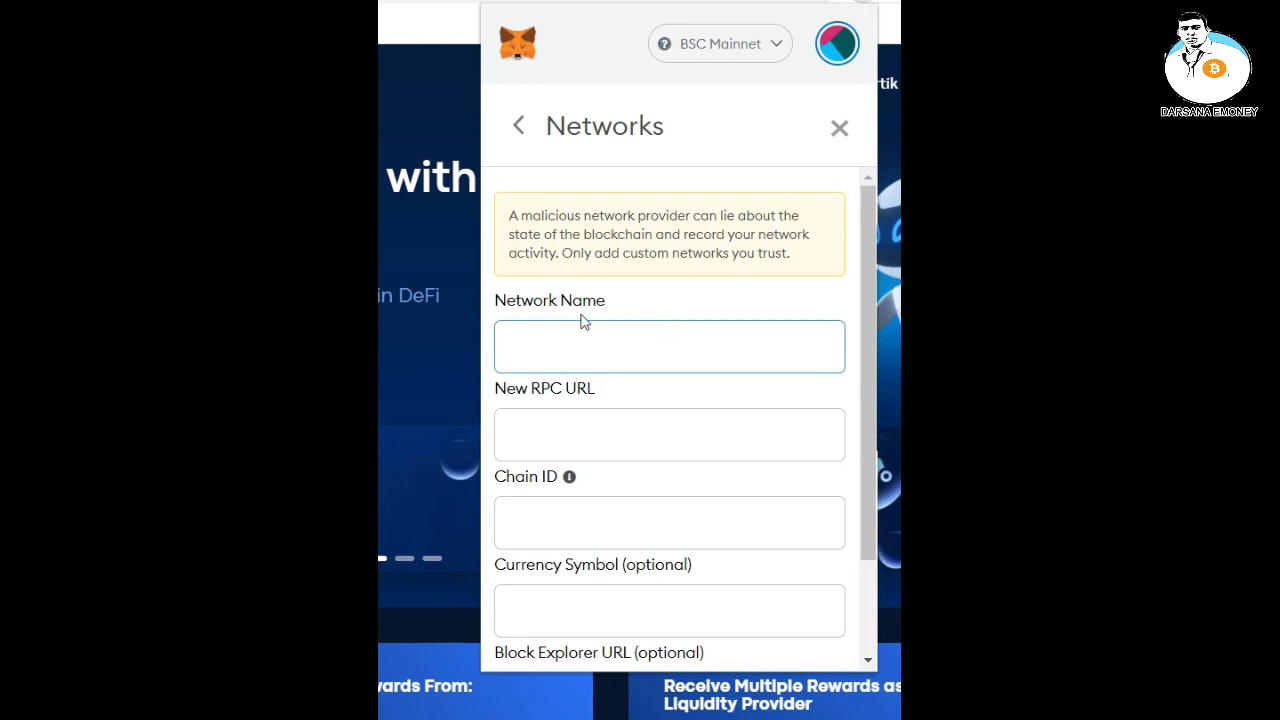 BSC Mainnet
DARSANA EMONEY
tik
Networks
with
A malicious network provider can lie about the
state of the blockchain and record your network
activity. Only add custom networks you trust.
in DeFi
Network Name
New RPC URL
Chain ID
Currency Symbol (optional)
Block Explorer URL (optional)
vards From:
Receive Multiple Rewards as
Liquidity Provider